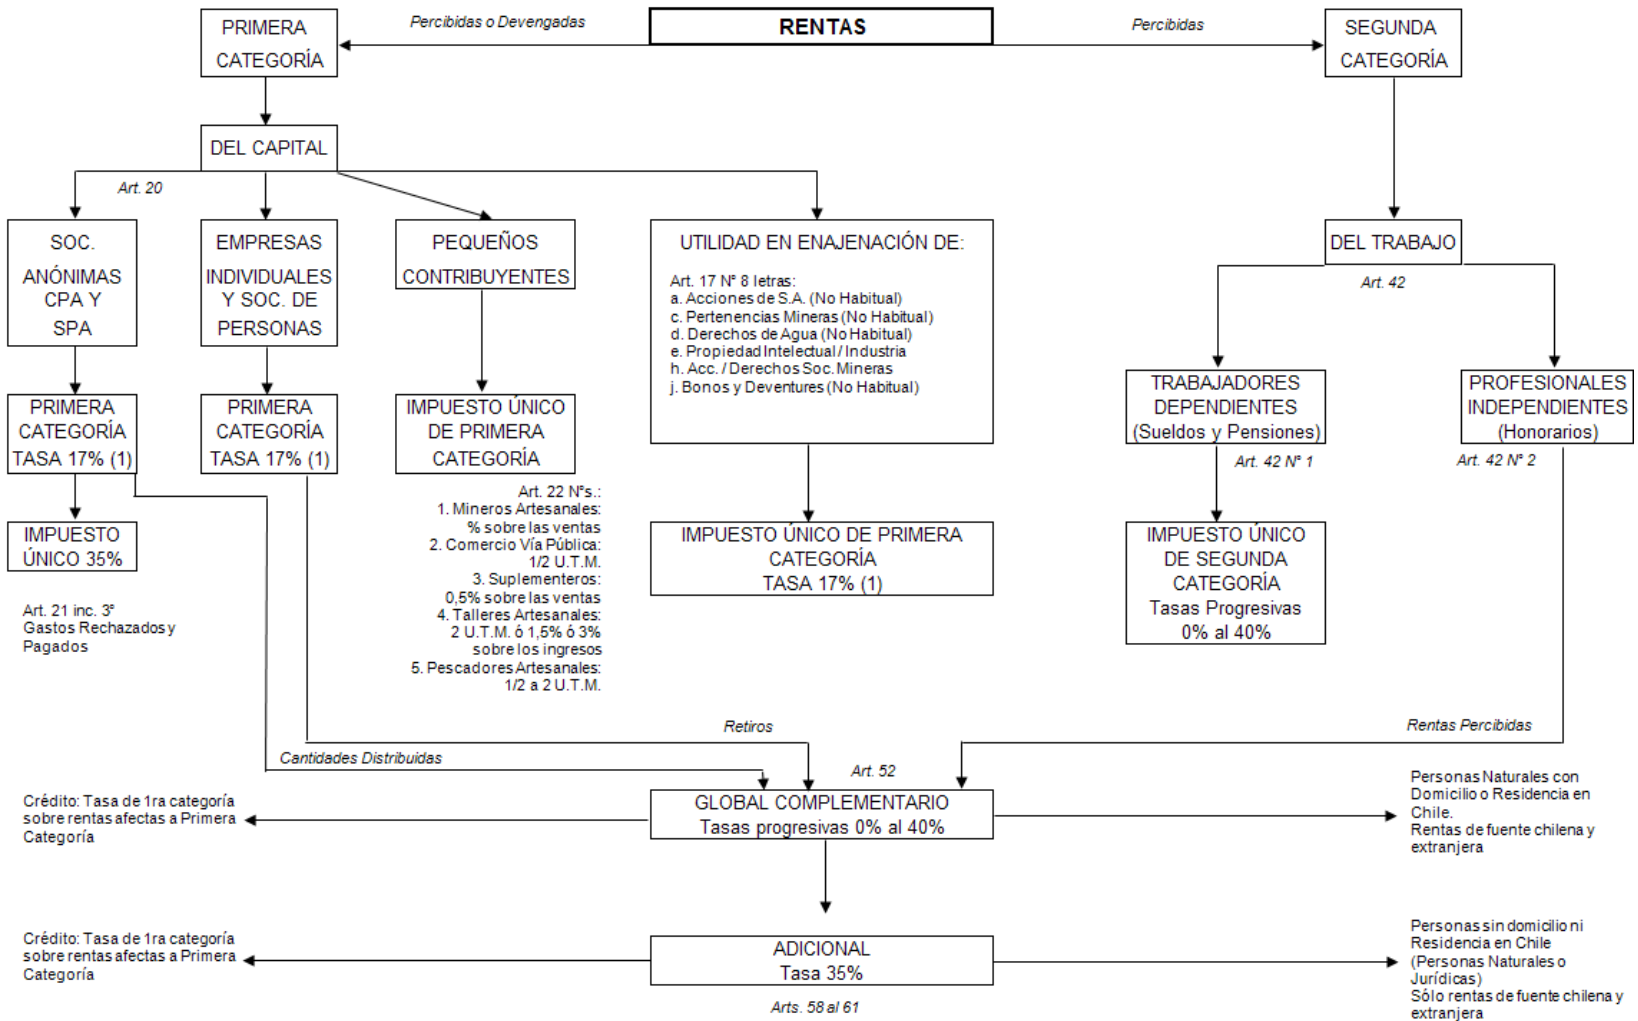 PRIMERA
CATEGORÍA
Percibidas o Devengadas
RENTAS
Percibidas
SEGUNDA
CATEGORÍA
DEL CAPITAL
Art. 20
SOC.
ANÓNIMAS
CPA Y
SPA
EMPRESAS
INDIVIDUALES
Y SOC. DE
PERSONAS
PEQUEÑOS
CONTRIBUYENTES
UTILIDAD EN ENAJENACIÓN DE:
Art. 17 N° 8 letras:
a. Acciones de S.A. (No Habitual)
c. Pertenencias Mineras (No Habitual)
d. Derechos de Agua (No Habitual)
e. Propiedad Intelectual / Industria
h. Acc. / Derechos Soc. Mineras
j. Bonos y Deventures (No Habitual)
DEL TRABAJO
Art. 42
PRIMERA
CATEGORÍA
TASA 17% (1)
PRIMERA
CATEGORÍA
TASA 17% (1)
IMPUESTO ÚNICO
DE PRIMERA
CATEGORÍA
TRABAJADORES
DEPENDIENTES
(Sueldos y Pensiones)
Art. 42 N° 1
PROFESIONALES
INDEPENDIENTES
(Honorarios)
Art. 42 N° 2
IMPUESTO
ÚNICO 35%
Art. 21 inc. 3°
Gastos Rechazados y
Pagados
Art. 22 N°s.:
1. Mineros Artesanales:
% sobre las ventas
2. Comercio Vía Pública:
1/2 U.T.M.
3. Suplementeros:
0,5% sobre las ventas
4. Talleres Artesanales:
2 U.T.M. ó 1,5% ó 3%
sobre los ingresos
5. Pescadores Artesanales:
1/2 a 2 U.T.M.
IMPUESTO ÚNICO DE PRIMERA
CATEGORÍA
TASA 17% (1)
IMPUESTO ÚNICO
DE SEGUNDA
CATEGORÍA
Tasas Progresivas
0% al 40%
Retiros
Rentas Percibidas
Cantidades Distribuidas
Art. 52
Crédito: Tasa de 1ra categoría
sobre rentas afectas a Primera
Categoría
GLOBAL COMPLEMENTARIO
Tasas progresivas 0% al 40%
Personas Naturales con
Domicilio o Residencia en
Chile.
Rentas de fuente chilena y
extranjera
Crédito: Tasa de 1ra categoría
sobre rentas afectas a Primera
Categoría
ADICIONAL
Tasa 35%
Arts. 58 al 61
Personas sin domicilio ni
Residencia en Chile
(Personas Naturales o
Jurídicas)
Sólo rentas de fuente chilena y
extranjera